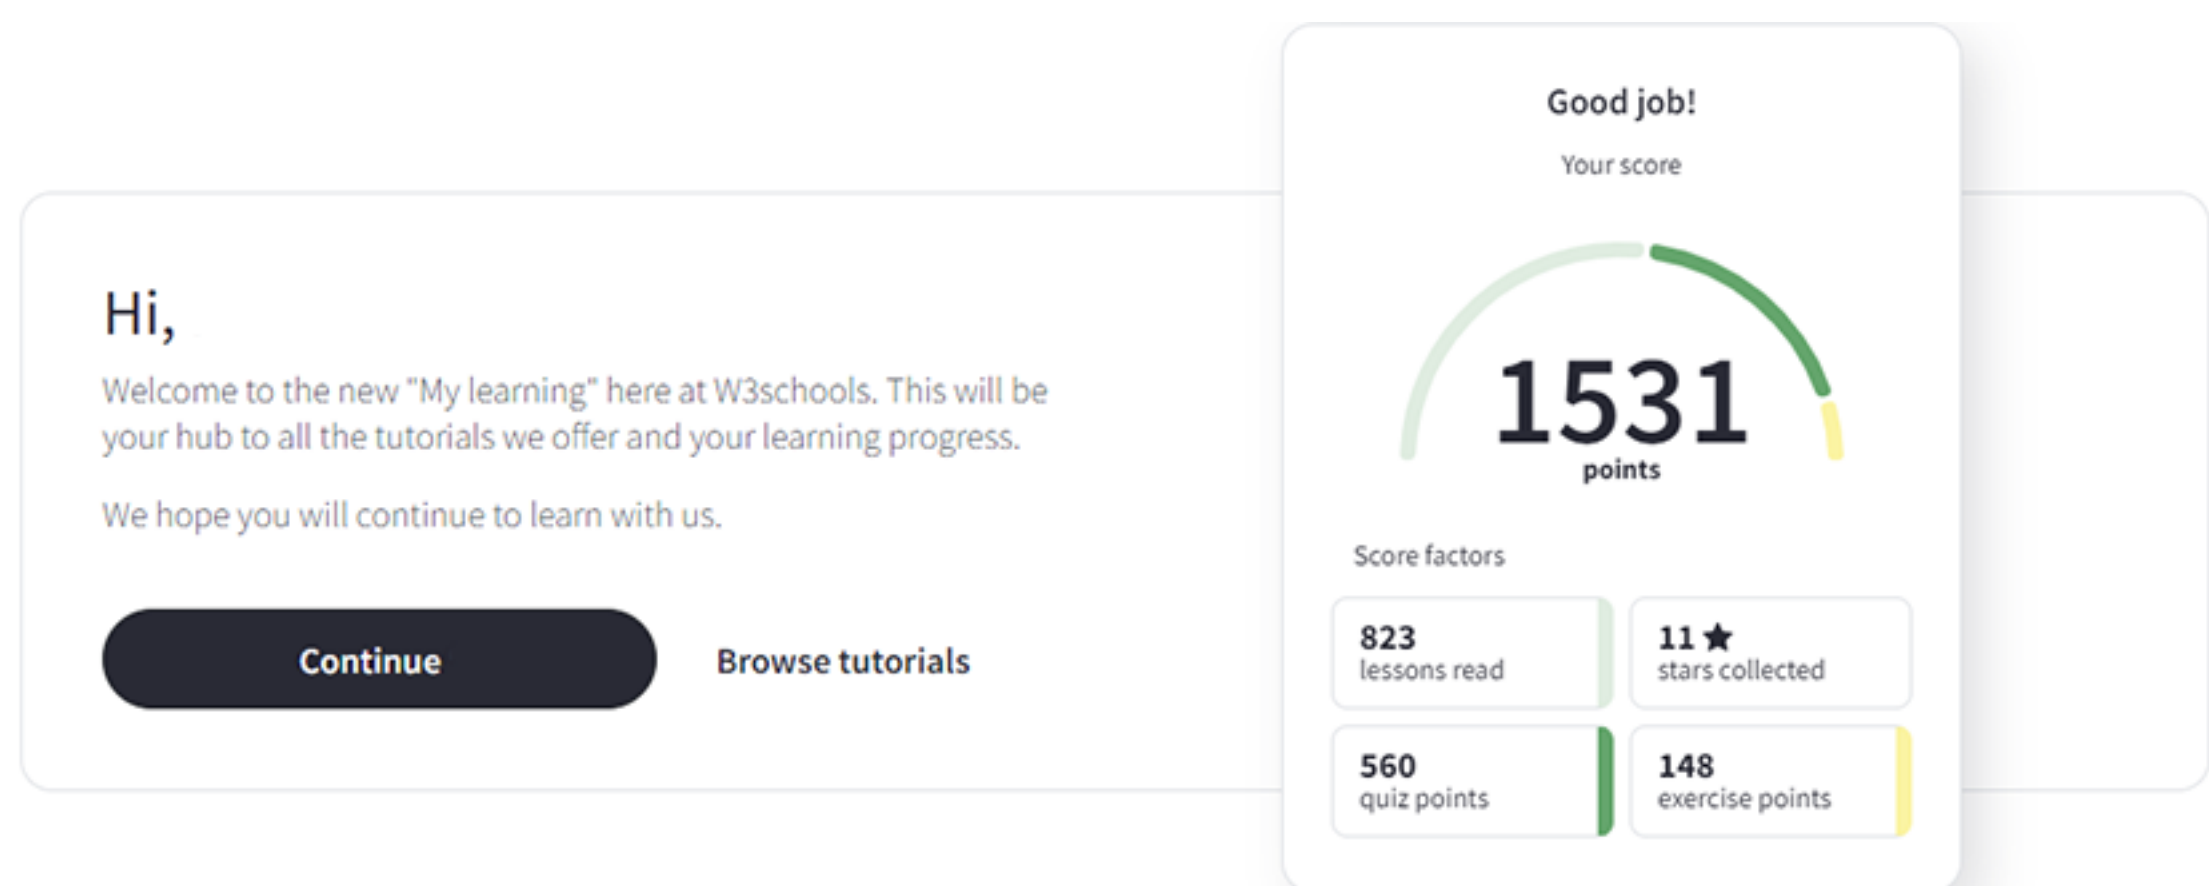 Hi,
Welcome to the new "My learning" here at W3schools. This will be
your hub to all the tutorials we offer and your learning progress.
We hope you will continue to learn with us.
Continue
Browse tutorials
Good job!
Your score
1531
points
Score factors
823
lessons read
11 ★
stars collected
560
quiz points
148
exercise points